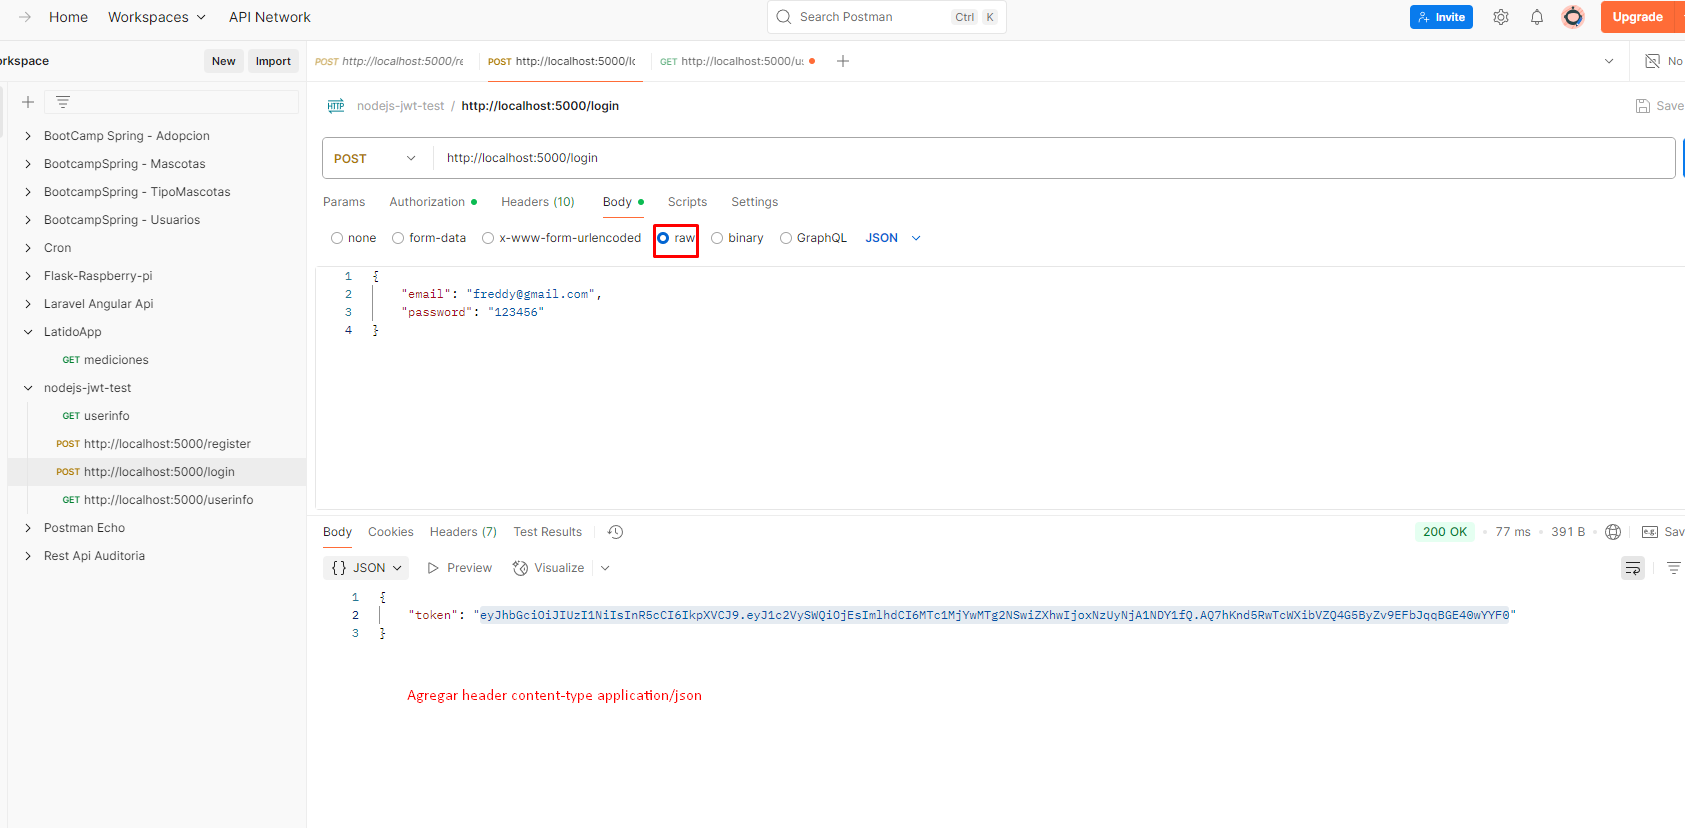 Home Workspaces API Network Search Postman Ctrl K Invite Upgrade
rkspace New Import POST http://localhost:5000/re POST http://localhost:5000/lo GET http://localhost:5000/us No
nodejs-jwt-test / http://localhost:5000/login Save
BootCamp Spring - Adopcion
BootcampSpring - Mascotas
BootcampSpring - TipoMascotas
BootcampSpring - Usuarios
Cron
Flask-Raspberry-pi
Laravel Angular Api
LatidoApp
GET mediciones
nodejs-jwt-test
GET userinfo
POST http://localhost:5000/register
POST http://localhost:5000/login
GET http://localhost:5000/userinfo
Postman Echo
Rest Api Auditoria
POST http://localhost:5000/login
Params Authorization Headers (10) Body Scripts Settings
none form-data x-www-form-urlencoded raw binary GraphQL JSON
1 {
2 "email": "freddy@gmail.com",
3 "password": "123456"
4 }
Body Cookies Headers (7) Test Results 200 OK 77 ms 391 B e.g. Sav
{} JSON Preview Visualize
1 {
2 "token": "eyJhbGciOiJIUzI1NiIsInR5cCI6IkpXVCJ9.eyJ1c2VySWQiOjEsImlhdCI6MTc1MjYwMTg2NSwiZXhwIjoxNzUyNjA1NDY1fQ.AQ7hKnd5RwTcWXibVZQ4G5ByZv9EFbJqqBGE40wYYF0"
3 }
Agregar header content-type application/json